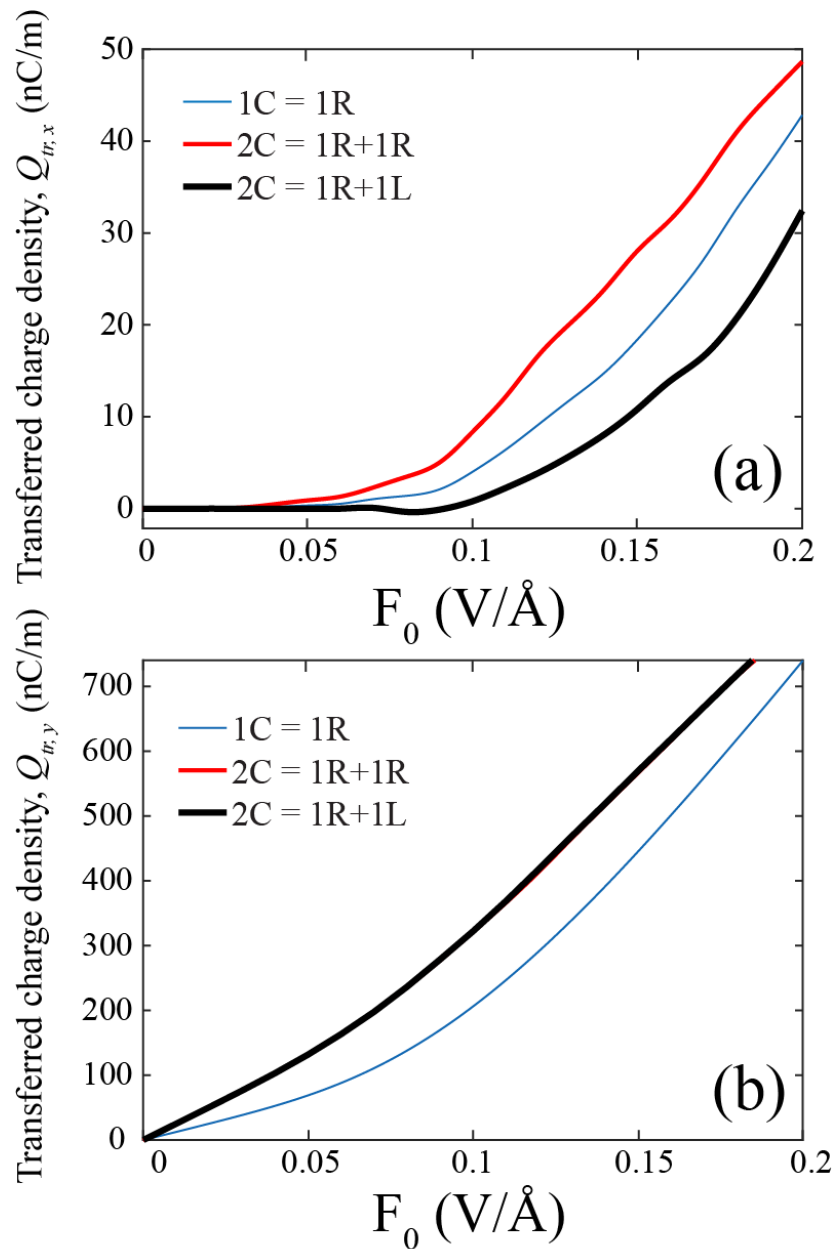 Transferred charge density, Q_tr,x (nC/m)
50
40
30
20
10
0
1C = 1R
2C = 1R+1R
2C = 1R+1L
(a)
0 0.05 0.1 0.15 0.2
F_0 (V/Å)
Transferred charge density, Q_tr,y (nC/m)
700
600
500
400
300
200
100
0
1C = 1R
2C = 1R+1R
2C = 1R+1L
(b)
0 0.05 0.1 0.15 0.2
F_0 (V/Å)